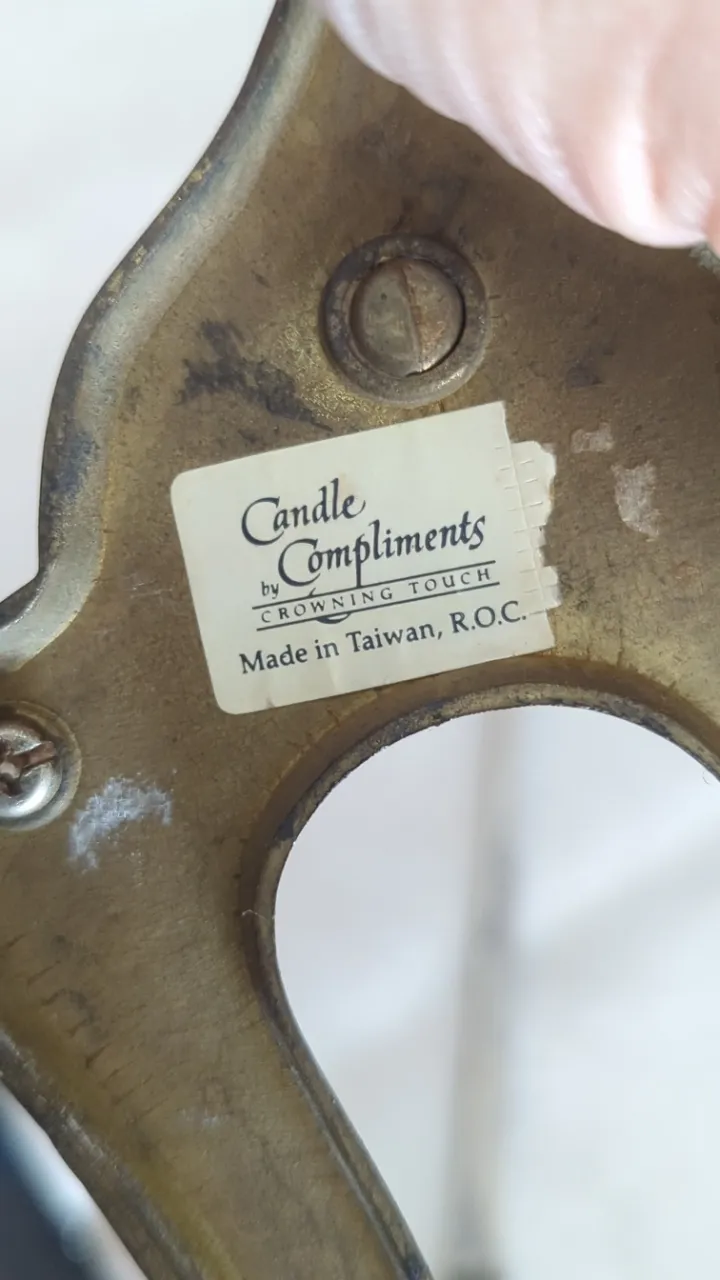 Candle
Compliments
by
CROWNING TOUCH
Made in Taiwan, R.O.C.